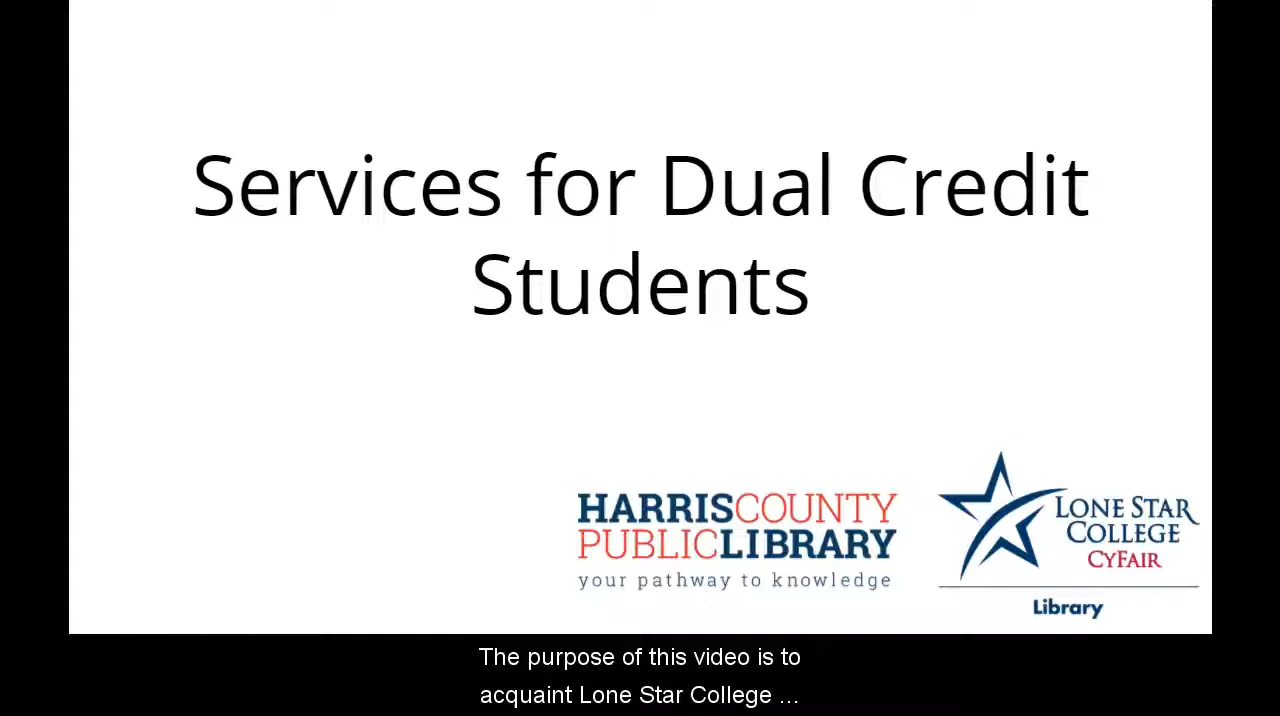 Services for Dual Credit
Students
HARRISCOUNTY
PUBLICLIBRARY
your pathway to knowledge
LONE STAR
COLLEGE
CYFAIR
Library
The purpose of this video is to
acquaint Lone Star College ...